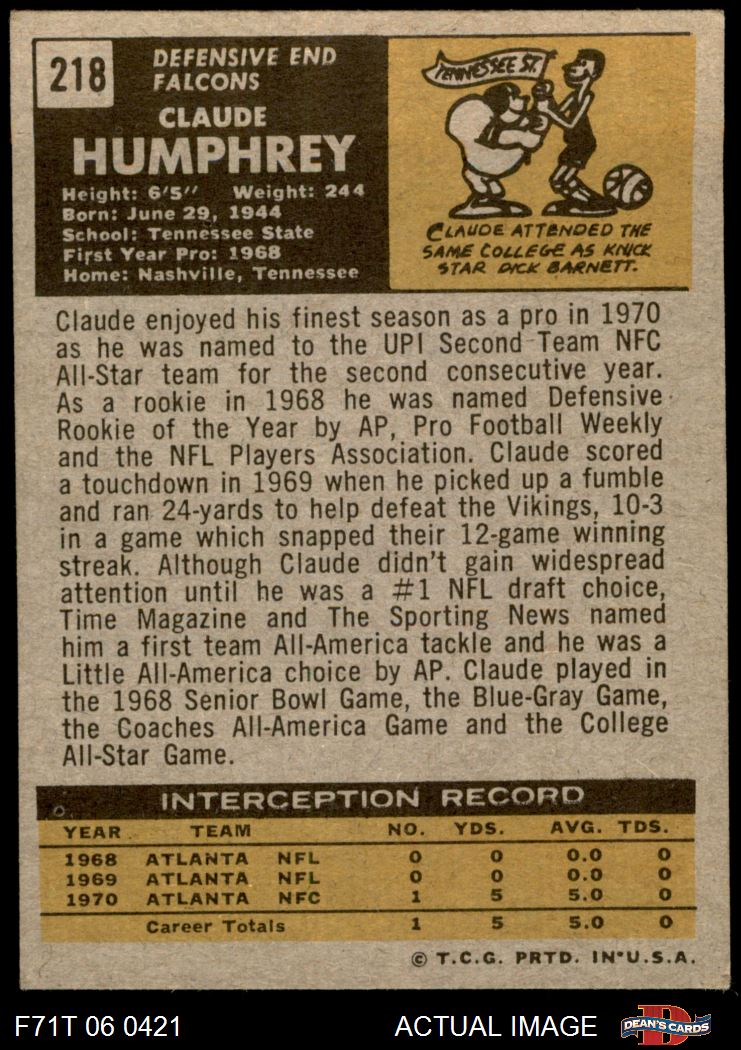 218
DEFENSIVE END
FALCONS
CLAUDE
HUMPHREY
Height: 6'5" Weight: 244
Born: June 29, 1944
School: Tennessee State
First Year Pro: 1968
Home: Nashville, Tennessee
TENNESSEE ST.
CLAUDE ATTENDED THE
SAME COLLEGE AS KNICK
STAR DICK BARNETT.
Claude enjoyed his finest season as a pro in 1970
as he was named to the UPI Second Team NFC
All-Star team for the second consecutive year.
As a rookie in 1968 he was named Defensive
Rookie of the Year by AP, Pro Football Weekly
and the NFL Players Association. Claude scored
a touchdown in 1969 when he picked up a fumble
and ran 24-yards to help defeat the Vikings, 10-3
in a game which snapped their 12-game winning
streak. Although Claude didn't gain widespread
attention until he was a #1 NFL draft choice,
Time Magazine and The Sporting News named
him a first team All-America tackle and he was a
Little All-America choice by AP. Claude played in
the 1968 Senior Bowl Game, the Blue-Gray Game,
the Coaches All-America Game and the College
All-Star Game.
INTERCEPTION RECORD
YEAR TEAM NO. YDS. AVG. TDS.
1968 ATLANTA NFL 0 0 0.0 0
1969 ATLANTA NFL 0 0 0.0 0
1970 ATLANTA NFC 1 5 5.0 0
Career Totals 1 5 5.0 0
© T.C.G. PRTD. IN U.S.A.
F71T 06 0421 ACTUAL IMAGE
D
DEAN'S CARDS